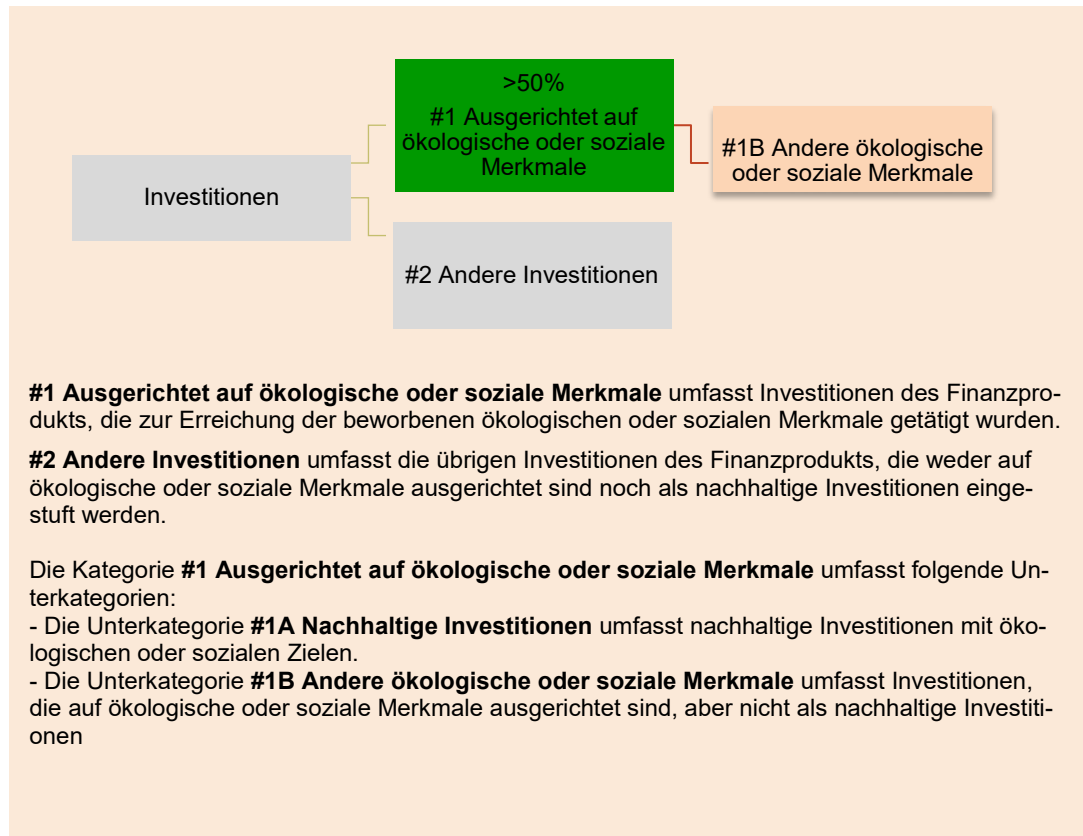 >50%
#1 Ausgerichtet auf
ökologische oder soziale
Merkmale
#1B Andere ökologische
oder soziale Merkmale
Investitionen
#2 Andere Investitionen
#1 Ausgerichtet auf ökologische oder soziale Merkmale umfasst Investitionen des Finanzpro-
dukts, die zur Erreichung der beworbenen ökologischen oder sozialen Merkmale getätigt wurden.
#2 Andere Investitionen umfasst die übrigen Investitionen des Finanzprodukts, die weder auf
ökologische oder soziale Merkmale ausgerichtet sind noch als nachhaltige Investitionen einge-
stuft werden.
Die Kategorie #1 Ausgerichtet auf ökologische oder soziale Merkmale umfasst folgende Un-
terkategorien:
- Die Unterkategorie #1A Nachhaltige Investitionen umfasst nachhaltige Investitionen mit öko-
logischen oder sozialen Zielen.
- Die Unterkategorie #1B Andere ökologische oder soziale Merkmale umfasst Investitionen,
die auf ökologische oder soziale Merkmale ausgerichtet sind, aber nicht als nachhaltige Investiti-
onen